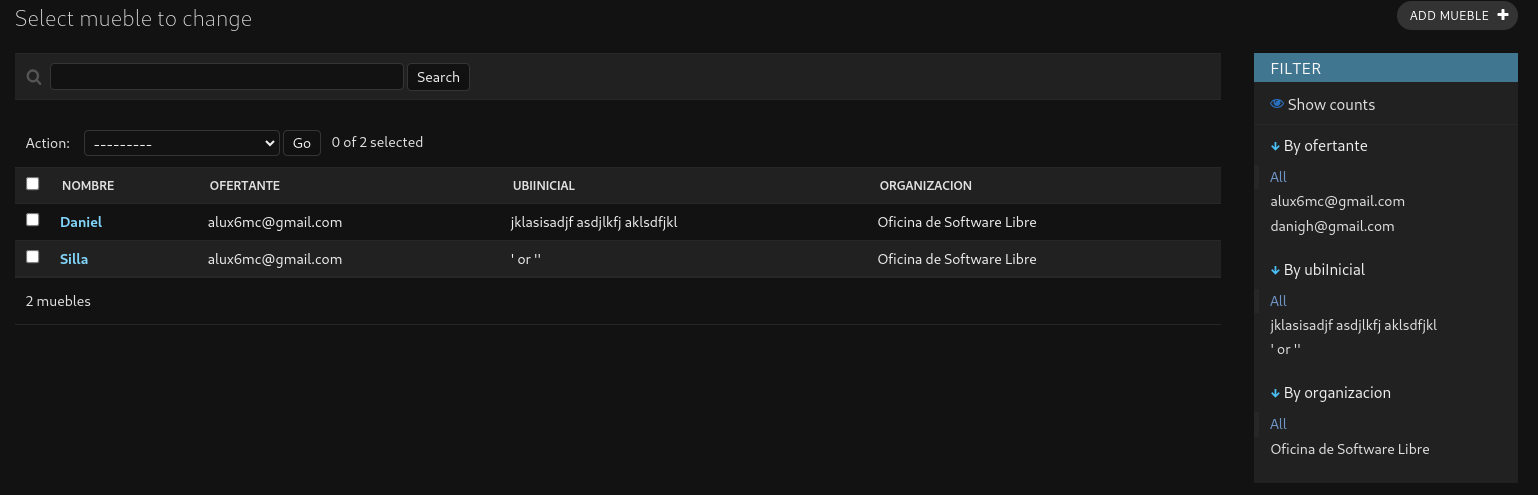 Select mueble to change
ADD MUEBLE
Search
Action: --------- Go 0 of 2 selected
NOMBRE OFERTANTE UBIINICIAL ORGANIZACION
Daniel alux6mc@gmail.com jklasisadjf asdjlkfj aklsdfjkl Oficina de Software Libre
Silla alux6mc@gmail.com ' or '' Oficina de Software Libre
2 muebles
FILTER
Show counts
By ofertante
All
alux6mc@gmail.com
danigh@gmail.com
By ubiInicial
All
jklasisadjf asdjlkfj aklsdfjkl
' or ''
By organizacion
All
Oficina de Software Libre